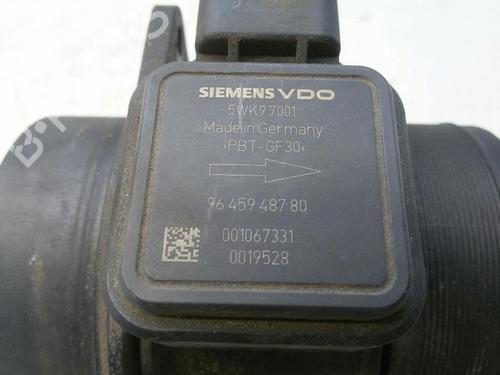 SIEMENS VDO
5WK9 7001
Made in Germany
>PBT-GF30<
96 459 487 80
001067331
0019528